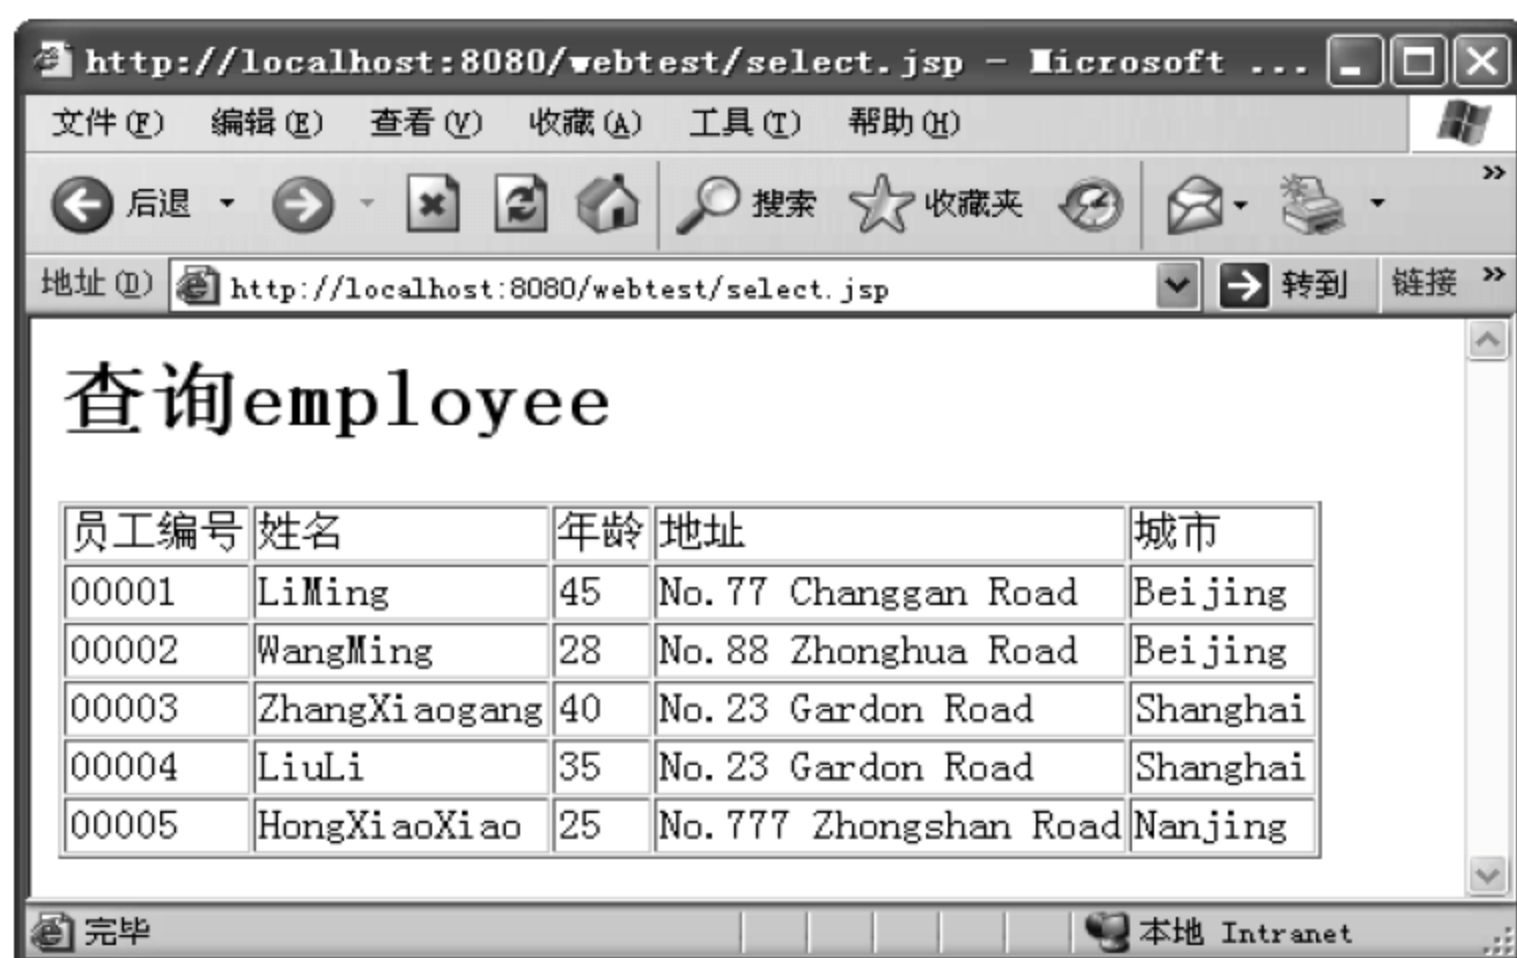 http://localhost:8080/webtest/select.jsp - Microsoft ...
文件(F) 编辑(E) 查看(V) 收藏(A) 工具(T) 帮助(H)
后退 搜索 收藏夹 »
地址(D) http://localhost:8080/webtest/select.jsp 转到 链接 »
查询employee
员工编号 姓名 年龄 地址 城市
00001 LiMing 45 No.77 Changgan Road Beijing
00002 WangMing 28 No.88 Zhonghua Road Beijing
00003 ZhangXiaogang 40 No.23 Gardon Road Shanghai
00004 LiuLi 35 No.23 Gardon Road Shanghai
00005 HongXiaoXiao 25 No.777 Zhongshan Road Nanjing
完毕 本地 Intranet